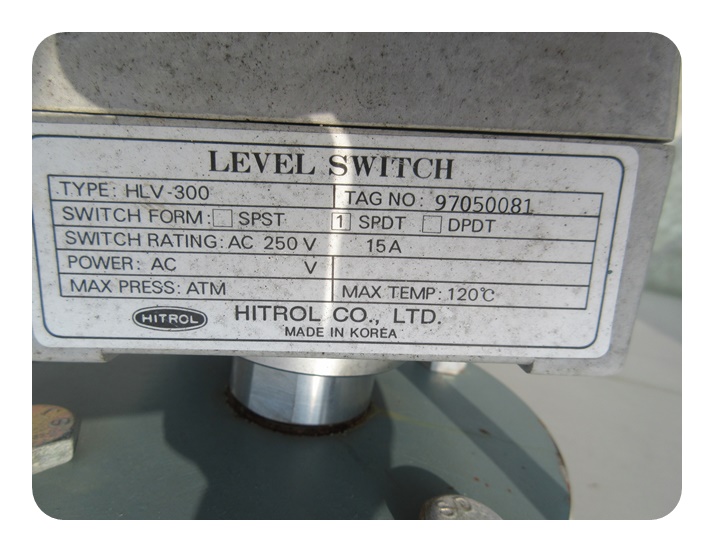 LEVEL SWITCH
TYPE: HLV-300 TAG NO: 97050081
SWITCH FORM: SPST 1 SPDT DPDT
SWITCH RATING: AC 250 V 15A
POWER: AC V
MAX PRESS: ATM MAX TEMP: 120℃
HITROL HITROL CO., LTD.
MADE IN KOREA